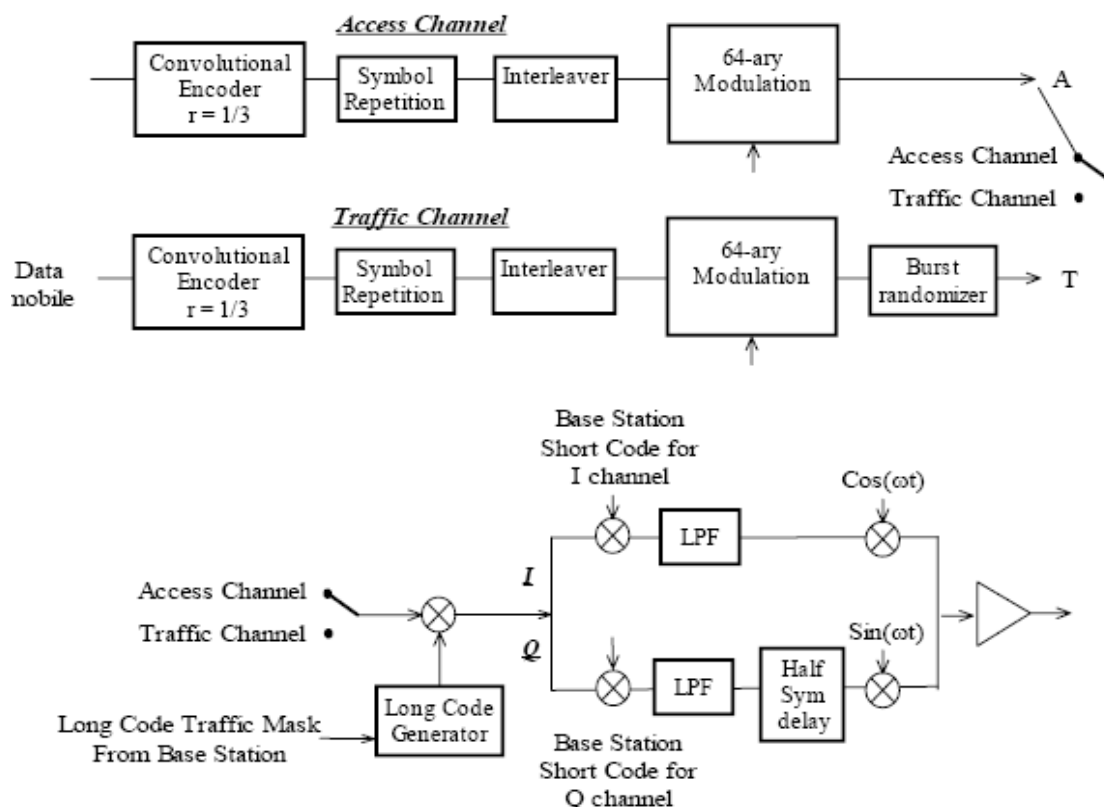 Access Channel
Convolutional
Encoder
r = 1/3
Symbol
Repetition
Interleaver
64-ary
Modulation
A
Access Channel
Traffic Channel
Traffic Channel
Data
mobile
Convolutional
Encoder
r = 1/3
Symbol
Repetition
Interleaver
64-ary
Modulation
Burst
randomizer
T
Base Station
Short Code for
I channel
Cos(ωt)
LPF
I
Access Channel
Traffic Channel
Q
Sin(ωt)
LPF
Half
Sym
delay
Long Code Traffic Mask
From Base Station
Long Code
Generator
Base Station
Short Code for
Q channel